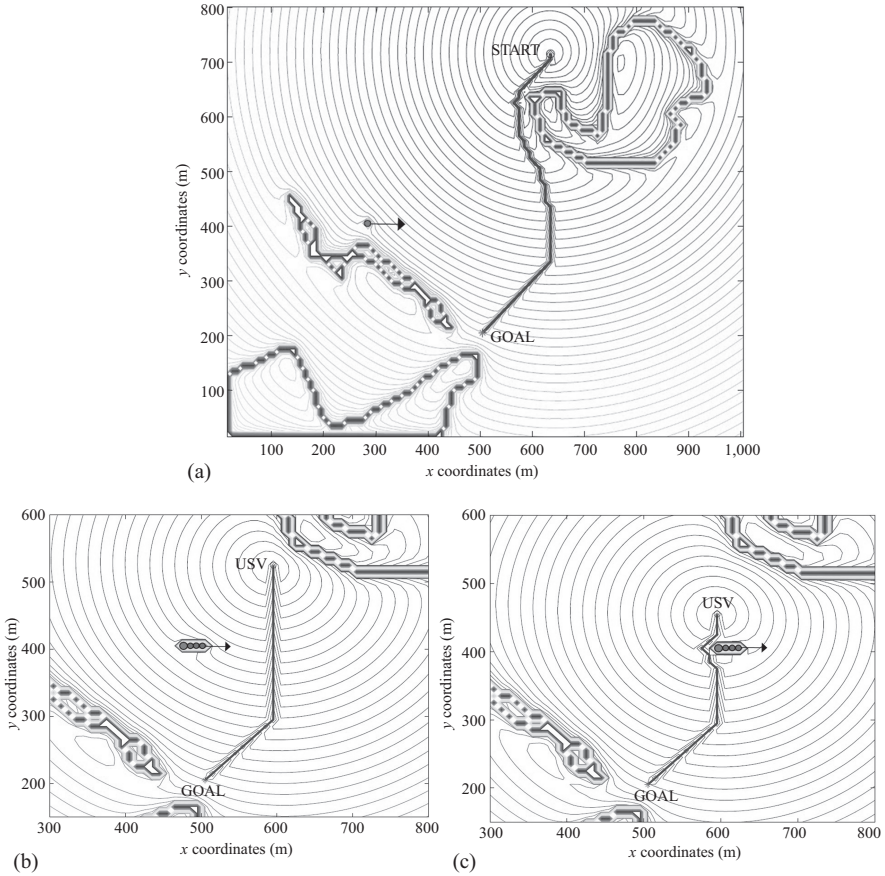 800
700
600
500
400
300
200
100
y coordinates (m)
START
GOAL
100 200 300 400 500 600 700 800 900 1,000
x coordinates (m)
(a)
600
500
400
300
200
y coordinates (m)
USV
GOAL
300 400 500 600 700 800
x coordinates (m)
(b)
600
500
400
300
200
y coordinates (m)
USV
GOAL
300 400 500 600 700 800
x coordinates (m)
(c)